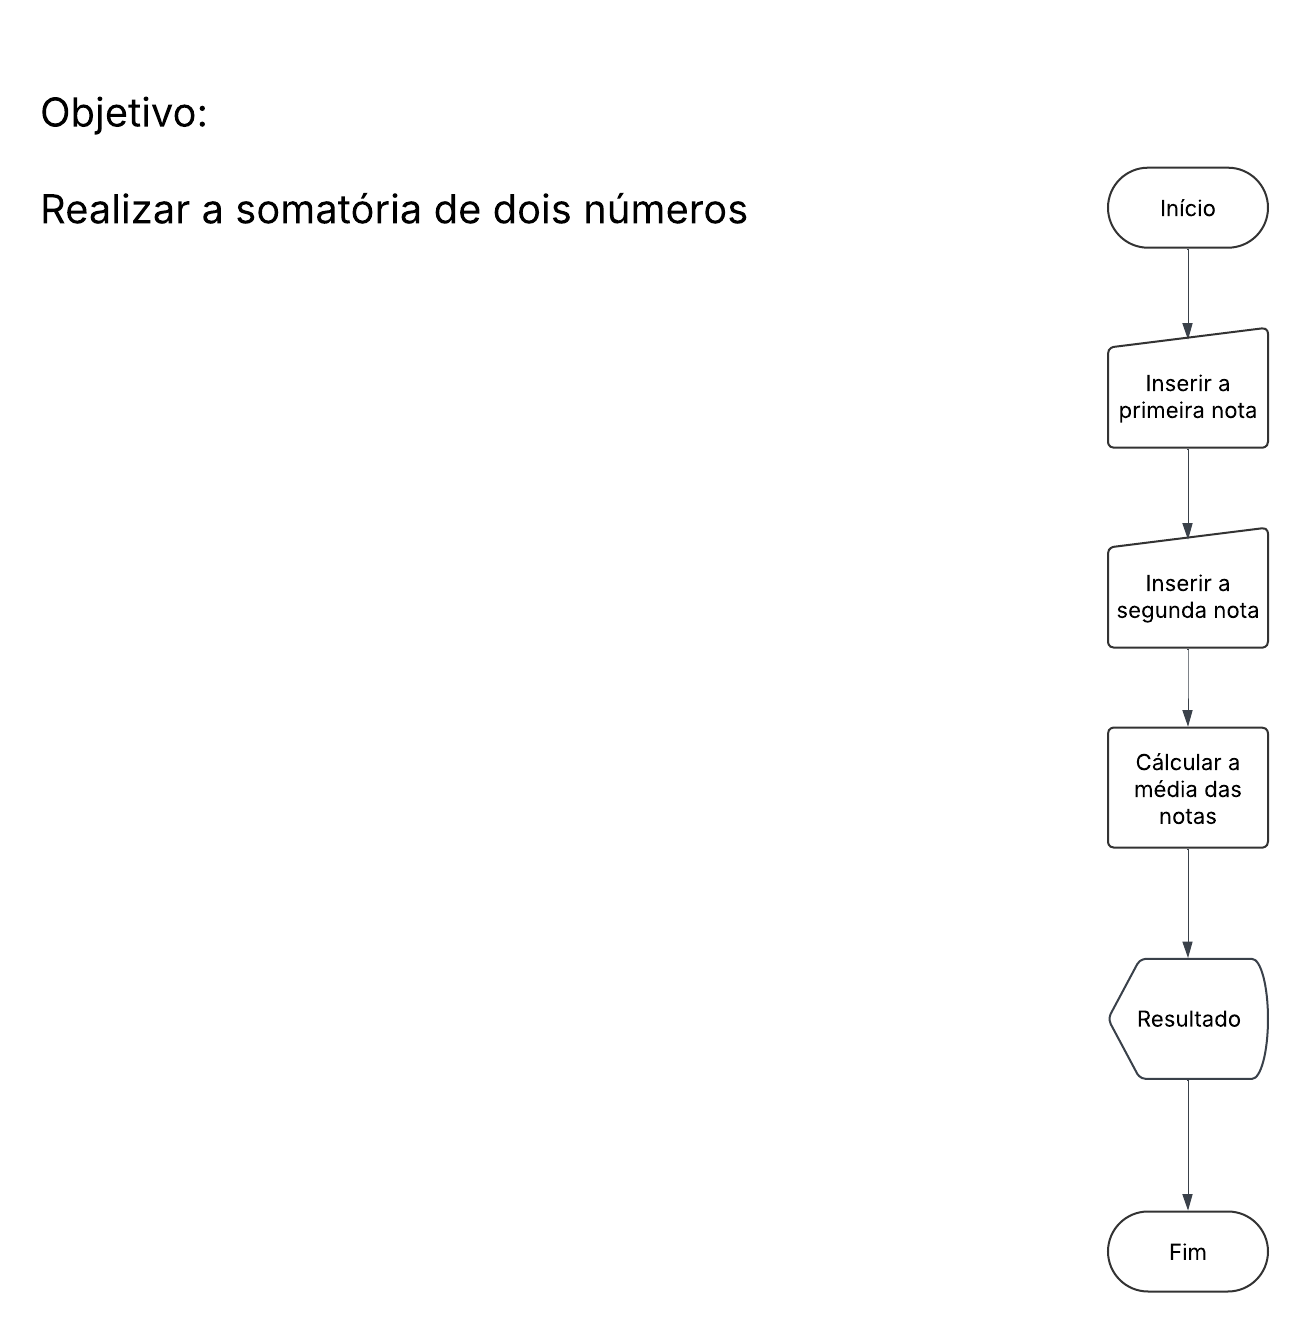 Objetivo:
Realizar a somatória de dois números
Início
Inserir a
primeira nota
Inserir a
segunda nota
Cálcular a
média das
notas
Resultado
Fim